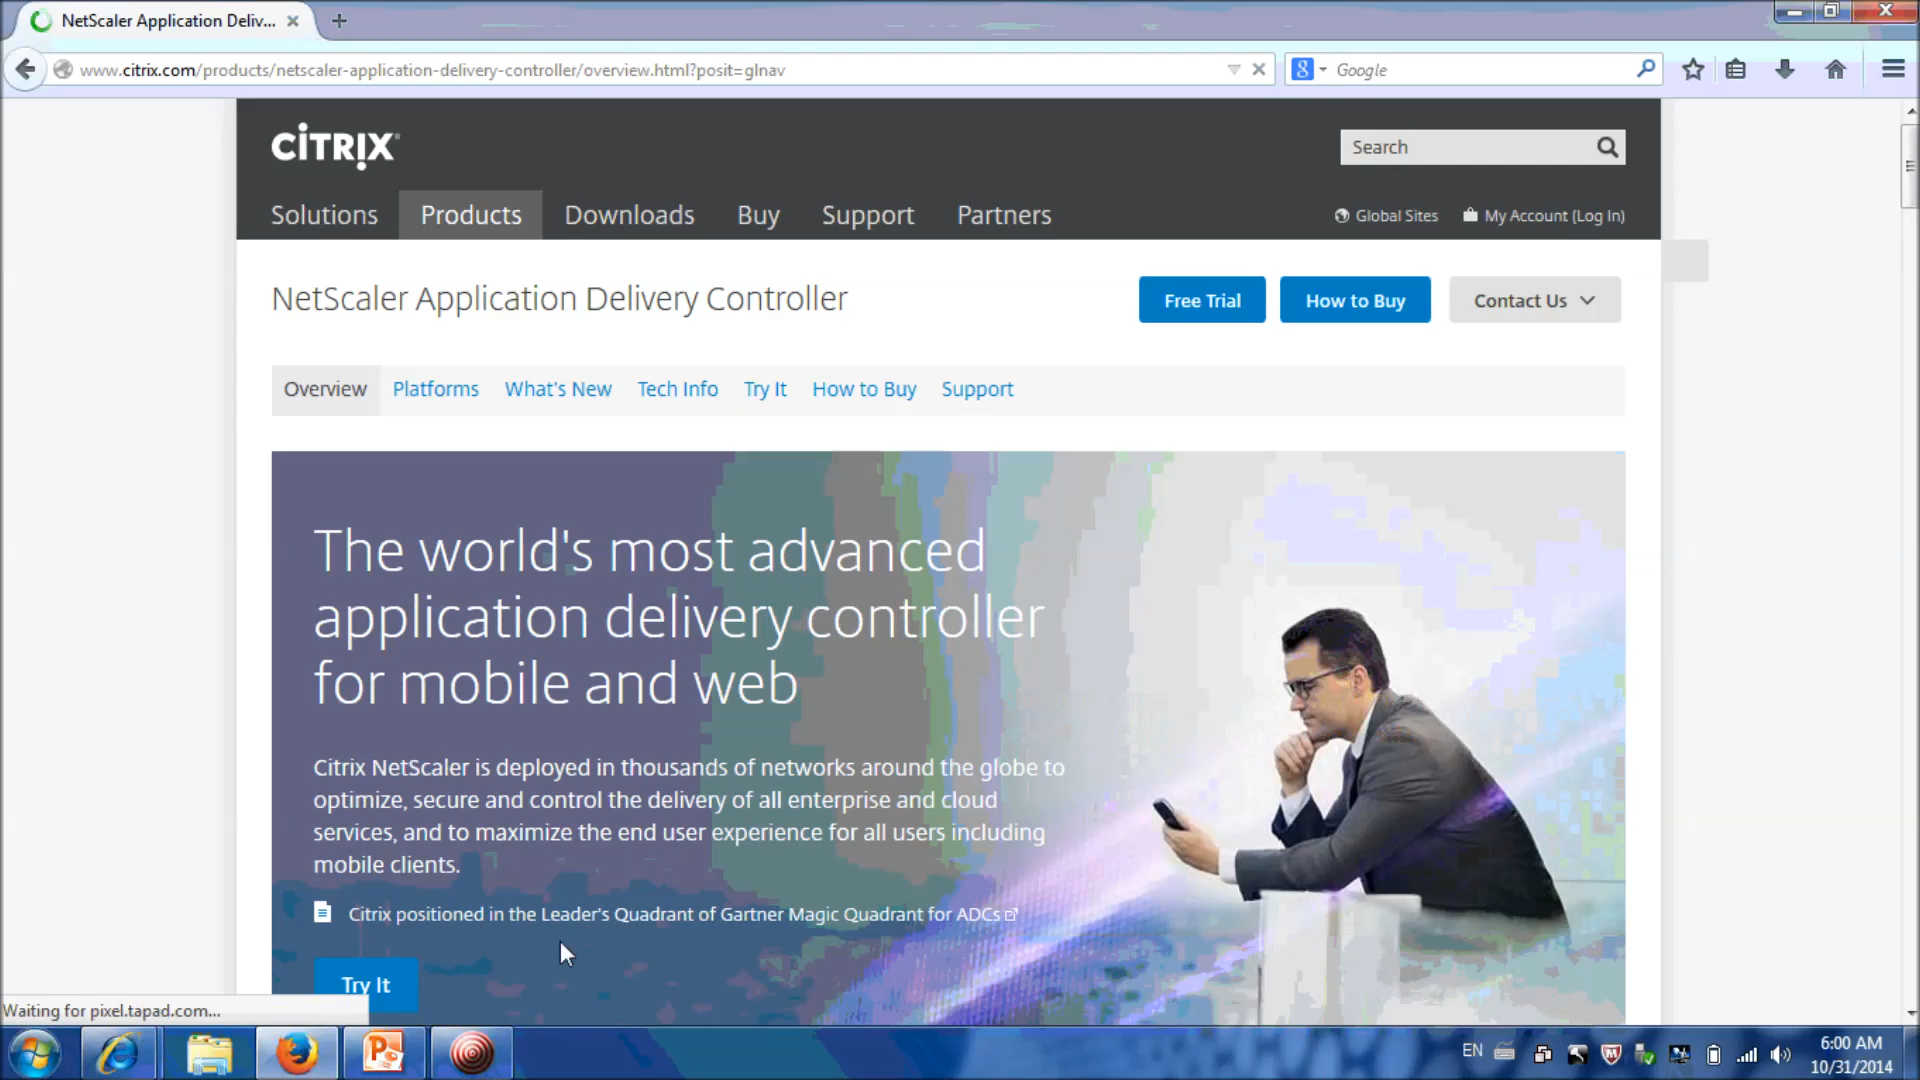 NetScaler Application Deliv...
www.citrix.com/products/netscaler-application-delivery-controller/overview.html?posit=glnav
Google
CITRIX
Search
Solutions Products Downloads Buy Support Partners
Global Sites My Account (Log In)
NetScaler Application Delivery Controller
Free Trial How to Buy Contact Us
Overview Platforms What's New Tech Info Try It How to Buy Support
The world's most advanced
application delivery controller
for mobile and web
Citrix NetScaler is deployed in thousands of networks around the globe to
optimize, secure and control the delivery of all enterprise and cloud
services, and to maximize the end user experience for all users including
mobile clients.
Citrix positioned in the Leader's Quadrant of Gartner Magic Quadrant for ADCs
Try It
Waiting for pixel.tapad.com...
EN
6:00 AM
10/31/2014